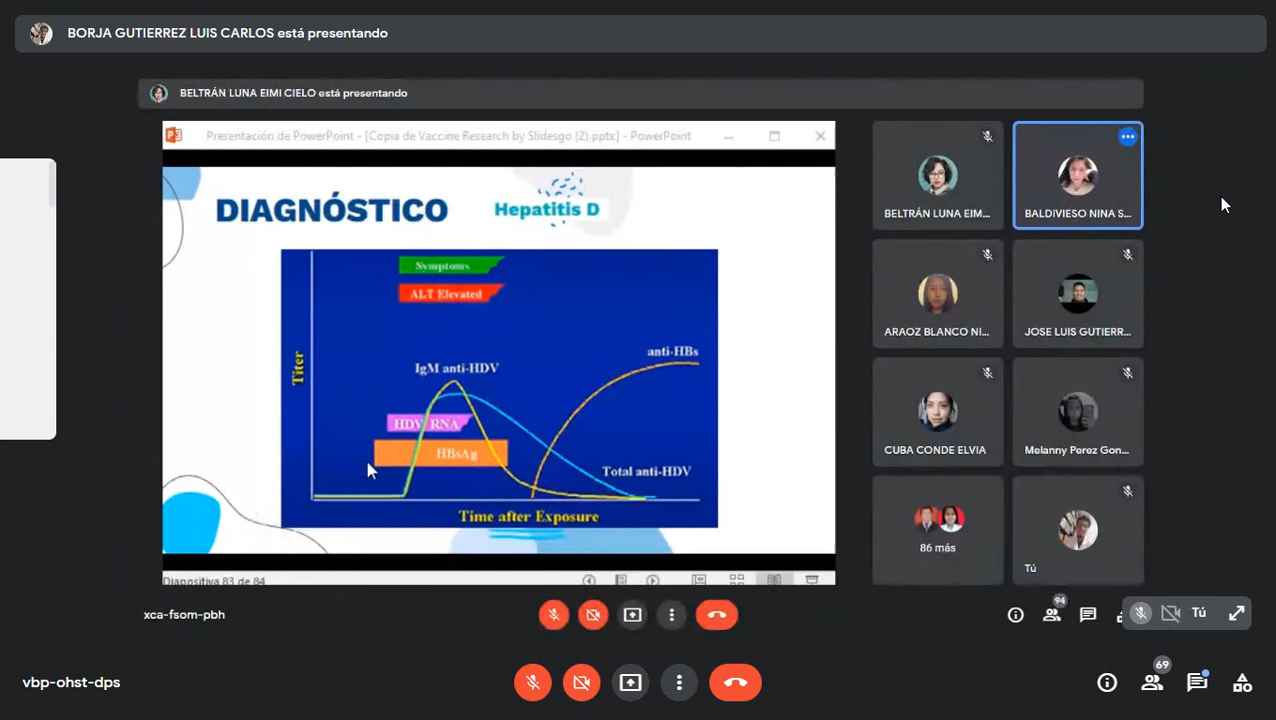 BORJA GUTIERREZ LUIS CARLOS está presentando
BELTRÁN LUNA EIMI CIELO está presentando
Presentación de PowerPoint - [Copia de Vaccine Research by Slidesgo (2).pptx] - PowerPoint
DIAGNÓSTICO
Hepatitis D
Symptoms
ALT Elevated
Titer
IgM anti-HDV
anti-HBs
HDV RNA
HBsAg
Total anti-HDV
Time after Exposure
Diapositiva 83 de 84
BELTRÁN LUNA EIM...
BALDIVIESO NINA S...
ARAOZ BLANCO NI...
JOSE LUIS GUTIERR...
CUBA CONDE ELVIA
Melanny Perez Gon...
86 más
Tú
xca-fsom-pbh
94
Tú
vbp-ohst-dps
69